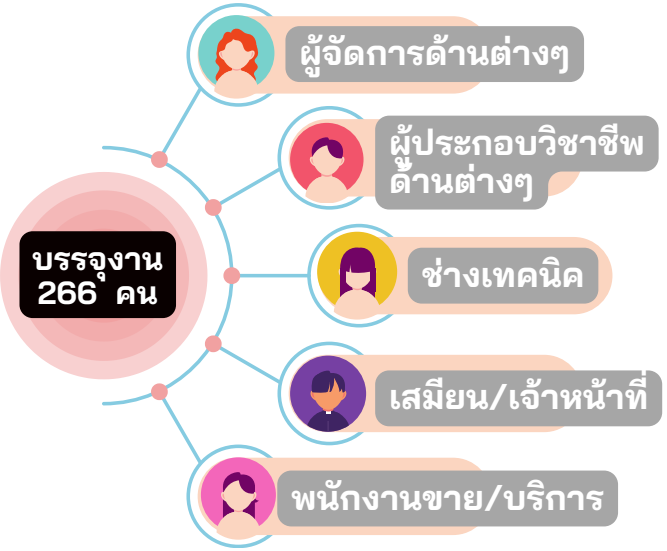 ผู้จัดการด้านต่างๆ
ผู้ประกอบวิชาชีพ
ด้านต่างๆ
บรรจุงาน
266 คน
ช่างเทคนิค
เสมียน/เจ้าหน้าที่
พนักงานขาย/บริการ